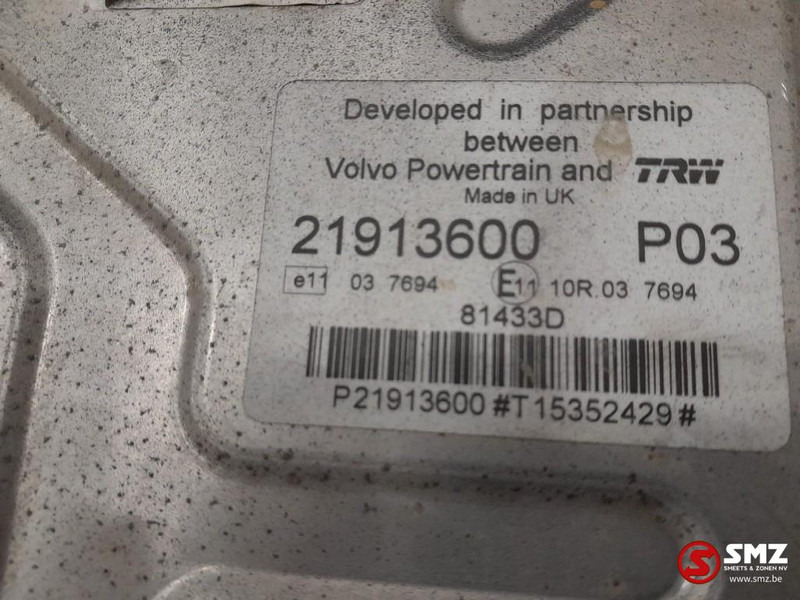 Developed in partnership
between
Volvo Powertrain and TRW
Made in UK
21913600 P03
e11 03 7694 E11 10R.03 7694
81433D
P21913600#T15352429#
SMZ
SMEETS & ZONEN NV
www.smz.be